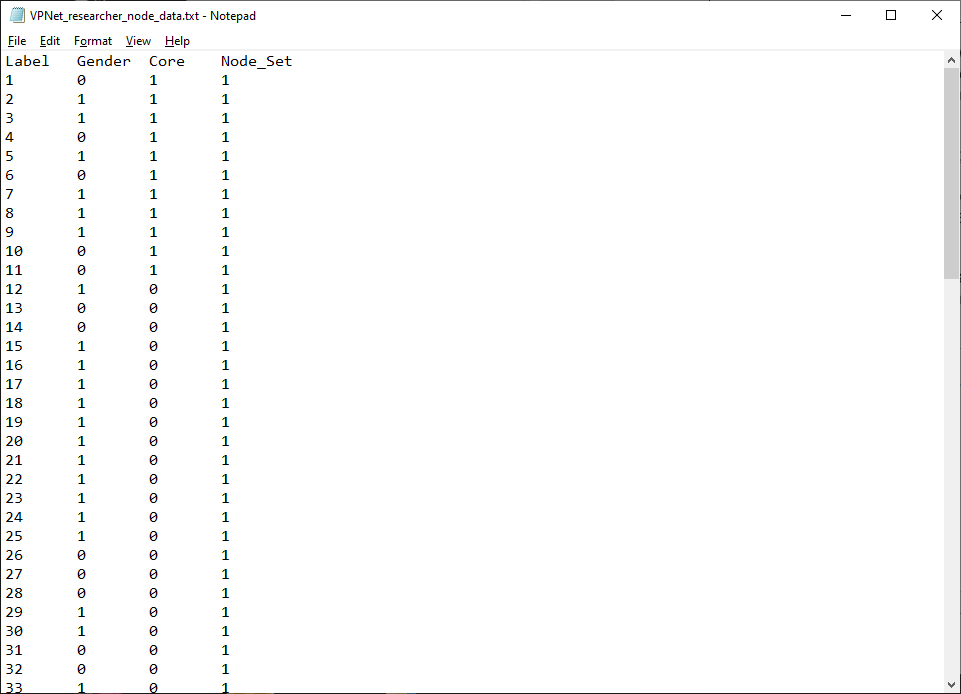 VPNet_researcher_node_data.txt - Notepad
File Edit Format View Help
Label Gender Core Node_Set
1 0 1 1
2 1 1 1
3 1 1 1
4 0 1 1
5 1 1 1
6 0 1 1
7 1 1 1
8 1 1 1
9 1 1 1
10 0 1 1
11 0 1 1
12 1 0 1
13 0 0 1
14 0 0 1
15 1 0 1
16 1 0 1
17 1 0 1
18 1 0 1
19 1 0 1
20 1 0 1
21 1 0 1
22 1 0 1
23 1 0 1
24 1 0 1
25 1 0 1
26 0 0 1
27 0 0 1
28 0 0 1
29 1 0 1
30 1 0 1
31 0 0 1
32 0 0 1
33 1 0 1